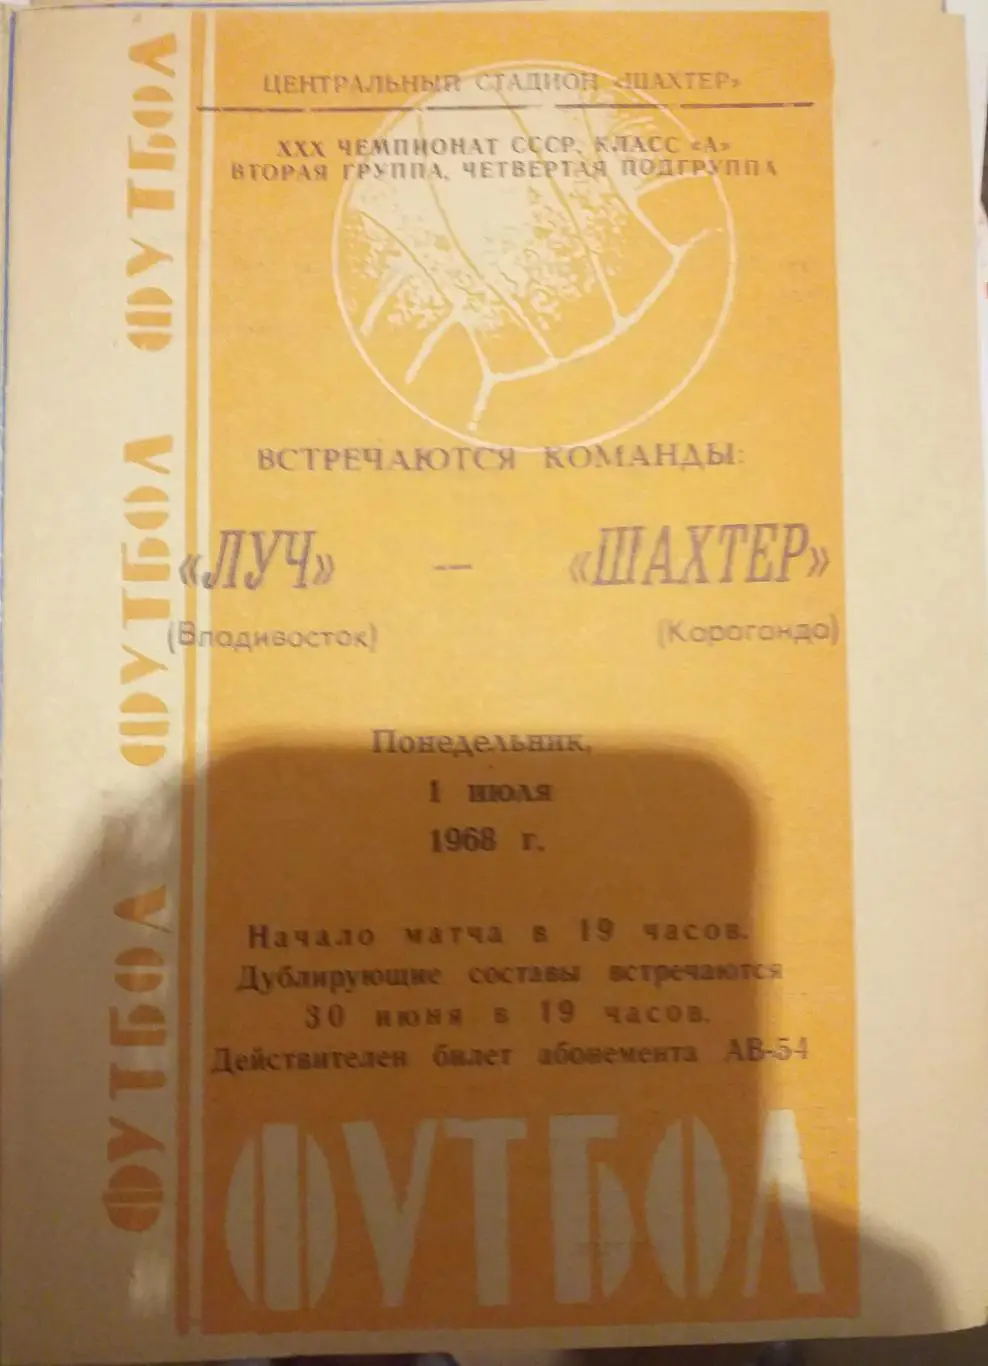 ФУТБОЛ ФУТБОЛ ФУТБОЛ
ЦЕНТРАЛЬНЫЙ СТАДИОН «ШАХТЕР»
XXX ЧЕМПИОНАТ СССР, КЛАСС «А»
ВТОРАЯ ГРУППА, ЧЕТВЕРТАЯ ПОДГРУППА
ВСТРЕЧАЮТСЯ КОМАНДЫ:
«ЛУЧ» — «ШАХТЕР»
(Владивосток) (Караганда)
Понедельник,
1 июля
1968 г.
Начало матча в 19 часов.
Дублирующие составы встречаются
30 июня в 19 часов.
Действителен билет абонемента АВ-54
ФУТБОЛ